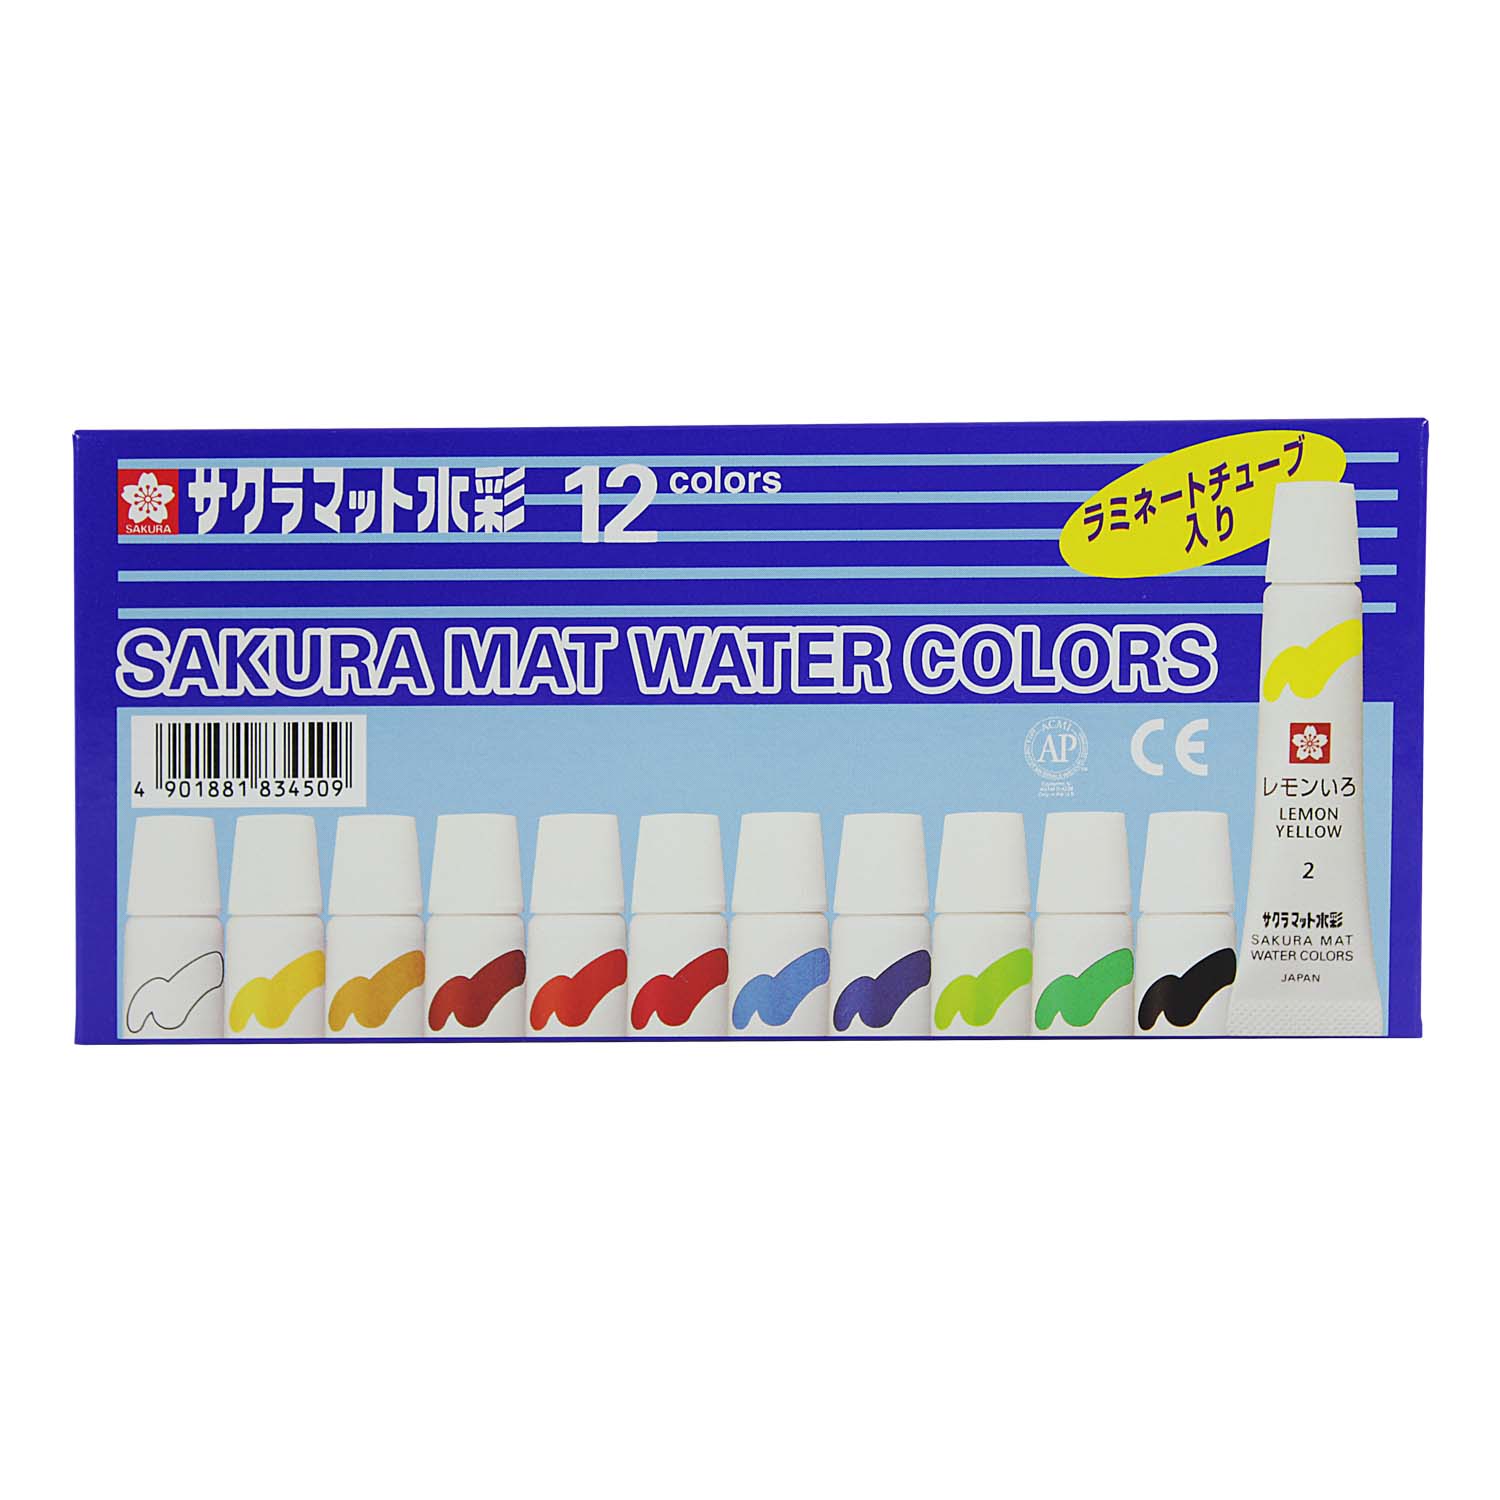 SAKURA
サクラマット水彩 12 colors
ラミネートチューブ
入り
SAKURA MAT WATER COLORS
4 901881 834509
ACMI
AP
CE
レモンいろ
LEMON
YELLOW
2
サクラマット水彩
SAKURA MAT
WATER COLORS
JAPAN